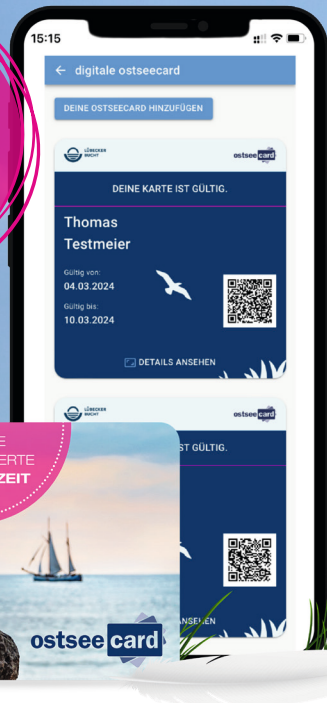 15:15
← digitale ostseecard
DEINE OSTSEECARD HINZUFÜGEN
LÜBECKER
BUCHT
ostsee card
DEINE KARTE IST GÜLTIG.
Thomas
Testmeier
Gültig von:
04.03.2024
Gültig bis:
10.03.2024
DETAILS ANSEHEN
LÜBECKER
BUCHT
ostsee card
ST GÜLTIG.
E
ERTE
ZEIT
ANSEHEN
ostsee card